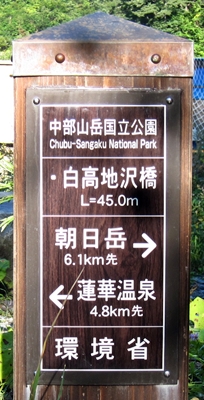 中部山岳国立公園
Chubu-Sangaku National Park
・白高地沢橋
L=45.0m
朝日岳→
6.1km先
←蓮華温泉
4.8km先
環境省